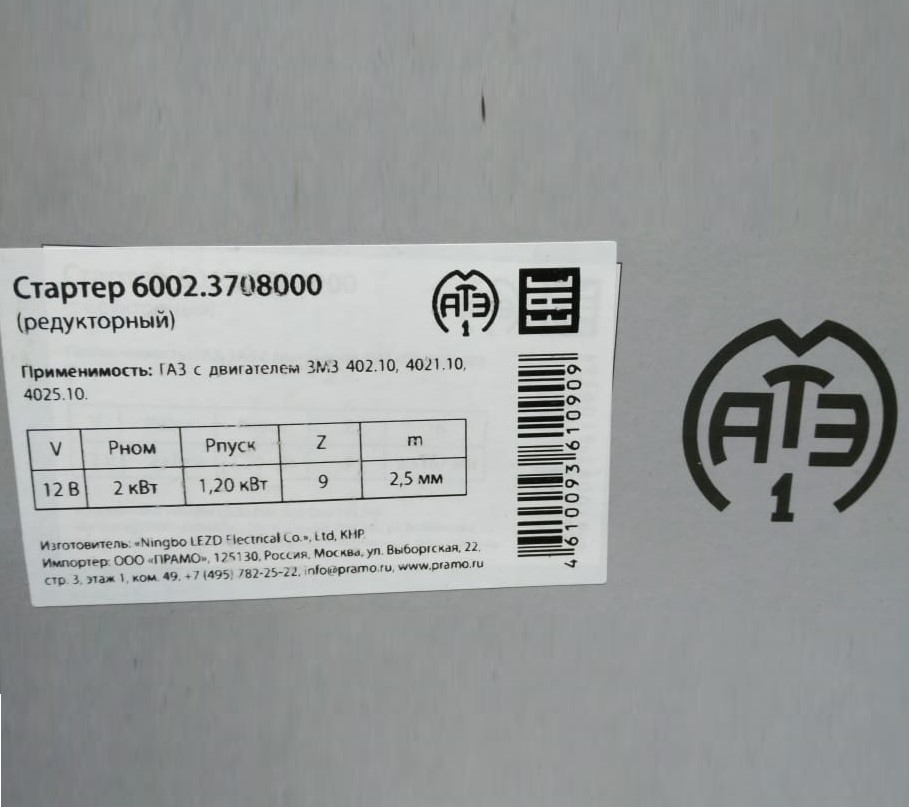 Стартер 6002.3708000
(редукторный)
АТЭ
1
ЕАС
Применимость: ГАЗ с двигателем ЗМЗ 402.10, 4021.10,
4025.10.
V Рном Рпуск Z m
12 В 2 кВт 1,20 кВт 9 2,5 мм
Изготовитель: «Ningbo LEZD Electrical Co.», Ltd, КНР
Импортер: ООО «ПРАМО», 125130, Россия, Москва, ул. Выборгская, 22,
стр. 3, этаж 1, ком. 49, +7 (495) 782-25-22, info@pramo.ru, www.pramo.ru
4610093610909
АТЭ
1